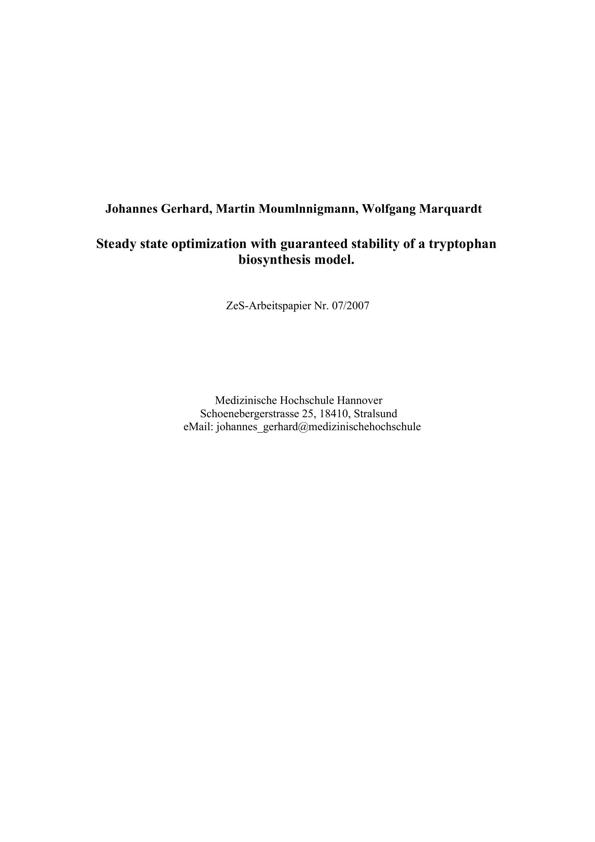 Johannes Gerhard, Martin Moumlnnigmann, Wolfgang Marquardt
Steady state optimization with guaranteed stability of a tryptophan
biosynthesis model.
ZeS-Arbeitspapier Nr. 07/2007
Medizinische Hochschule Hannover
Schoenebergerstrasse 25, 18410, Stralsund
eMail: johannes_gerhard@medizinischehochschule